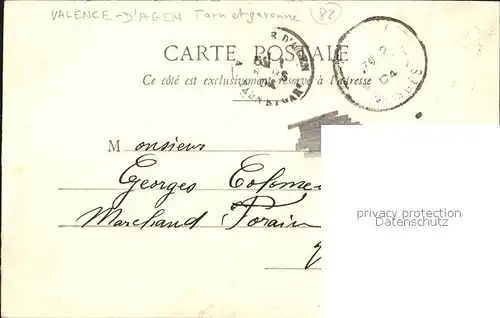 VALENCE-D'AGEN Tarn et garonne (82)
CARTE POSTALE
Ce côté est exclusivement réservé à l'adresse
Monsieur
Georges Colome
Marchand Forain
privacy protection
Datenschutz